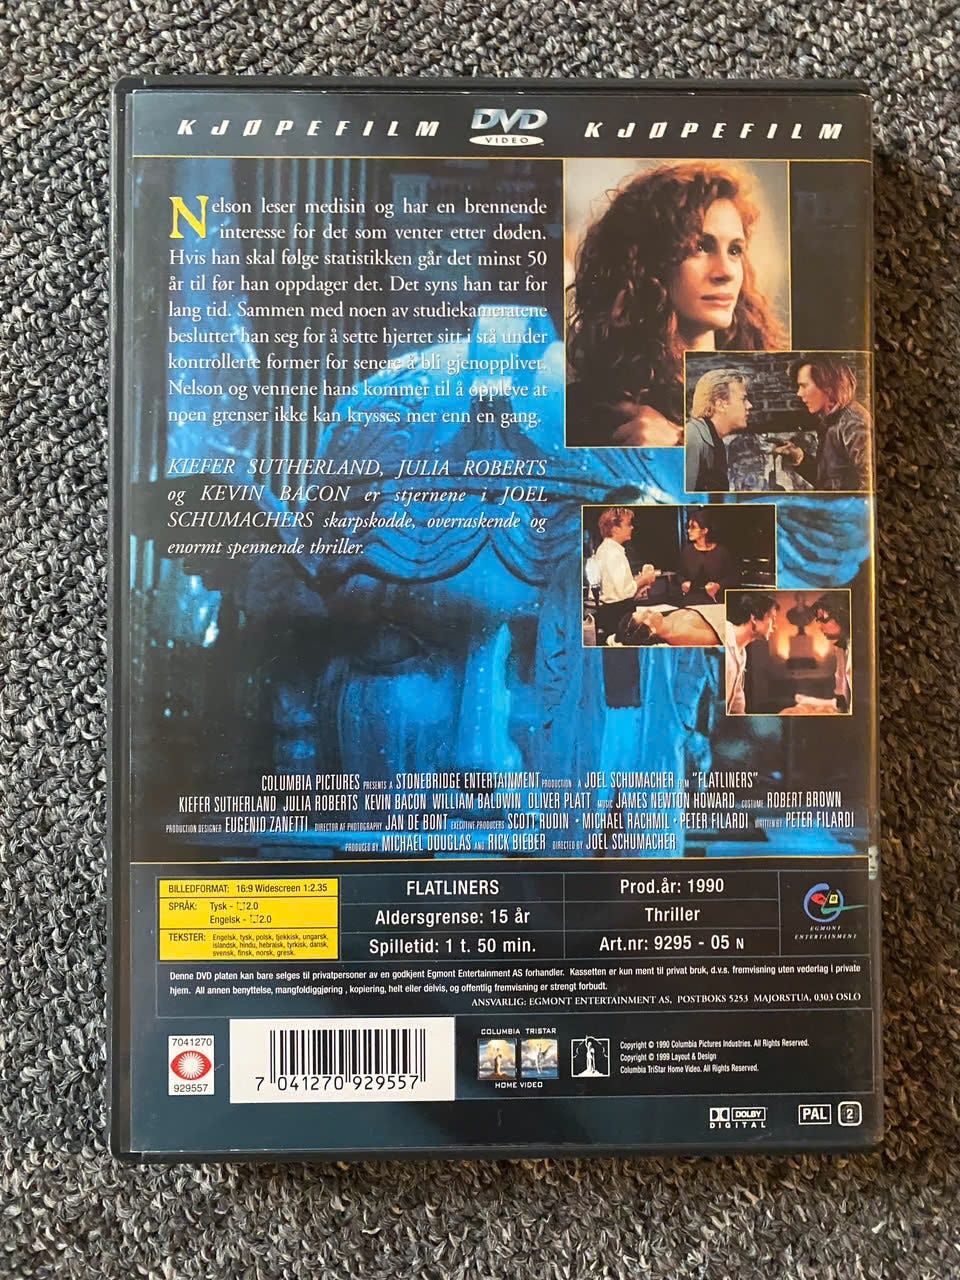 KJØPEFILM DVD VIDEO KJØPEFILM
Nelson leser medisin og har en brennende
interesse for det som venter etter døden.
Hvis han skal følge statistikken går det minst 50
år til før han oppdager det. Det syns han tar for
lang tid. Sammen med noen av studiekameratene
beslutter han seg for å sette hjertet sitt i stå under
kontrollerte former for senere å bli gjenopplivet.
Nelson og vennene hans kommer til å oppleve at
noen grenser ikke kan krysses mer enn en gang.
KIEFER SUTHERLAND, JULIA ROBERTS
og KEVIN BACON er stjernene i JOEL
SCHUMACHERS skarpskodde, overraskende og
enormt spennende thriller.
COLUMBIA PICTURES PRESENTS A STONEBRIDGE ENTERTAINMENT PRODUCTION A JOEL SCHUMACHER FILM "FLATLINERS"
KIEFER SUTHERLAND JULIA ROBERTS KEVIN BACON WILLIAM BALDWIN OLIVER PLATT MUSIC JAMES NEWTON HOWARD COSTUME ROBERT BROWN
PRODUCTION DESIGNER EUGENIO ZANETTI DIRECTOR AF PHOTOGRAPHY JAN DE BONT EXECUTIVE PRODUCERS SCOTT RUDIN • MICHAEL RACHMIL • PETER FILARDI WRITTEN BY PETER FILARDI
PRODUCED BY MICHAEL DOUGLAS AND RICK BIEBER DIRECTED BY JOEL SCHUMACHER
BILLEDFORMAT: 16:9 Widescreen 1:2.35
SPRÅK: Tysk - 2.0
Engelsk - 2.0
TEKSTER: Engelsk, tysk, polsk, tjekkisk, ungarsk,
islandsk, hindu, hebraisk, tyrkisk, dansk,
svensk, finsk, norsk, gresk.
FLATLINERS
Aldersgrense: 15 år
Spilletid: 1 t. 50 min.
Prod.år: 1990
Thriller
Art.nr: 9295 - 05 N
EGMONT
ENTERTAINMENT
Denne DVD platen kan bare selges til privatpersoner av en godkjent Egmont Entertainment AS forhandler. Kassetten er kun ment til privat bruk, d.v.s. fremvisning uten vederlag i private
hjem. All annen benyttelse, mangfoldiggjøring, kopiering, helt eller delvis, og offentlig fremvisning er strengt forbudt.
ANSVARLIG: EGMONT ENTERTAINMENT AS, POSTBOKS 5253 MAJORSTUA, 0303 OSLO
7041270
929557
7 041270 929557
COLUMBIA TRISTAR
HOME VIDEO
Copyright © 1990 Columbia Pictures Industries. All Rights Reserved.
Copyright © 1999 Layout & Design
Columbia TriStar Home Video. All Rights Reserved.
DOLBY
DIGITAL
PAL 2